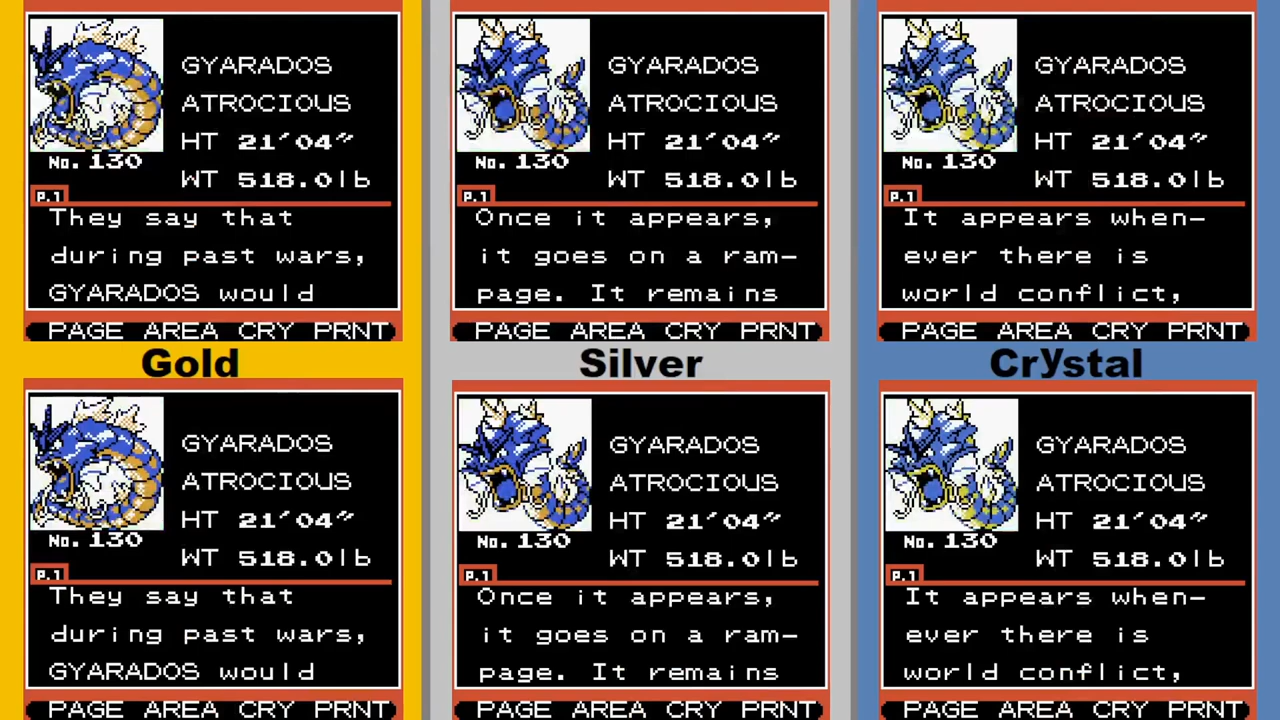 GYARADOS
ATROCIOUS
HT 21′04″
No. 130
WT 518.0lb
P.1
They say that
during past wars,
GYARADOS would
PAGE AREA CRY PRNT
GYARADOS
ATROCIOUS
HT 21′04″
No. 130
WT 518.0lb
P.1
Once it appears,
it goes on a ram-
page. It remains
PAGE AREA CRY PRNT
GYARADOS
ATROCIOUS
HT 21′04″
No. 130
WT 518.0lb
P.1
It appears when-
ever there is
world conflict,
PAGE AREA CRY PRNT
Gold
Silver
Crystal
GYARADOS
ATROCIOUS
HT 21′04″
No. 130
WT 518.0lb
P.1
They say that
during past wars,
GYARADOS would
PAGE AREA CRY PRNT
GYARADOS
ATROCIOUS
HT 21′04″
No. 130
WT 518.0lb
P.1
Once it appears,
it goes on a ram-
page. It remains
PAGE AREA CRY PRNT
GYARADOS
ATROCIOUS
HT 21′04″
No. 130
WT 518.0lb
P.1
It appears when-
ever there is
world conflict,
PAGE AREA CRY PRNT